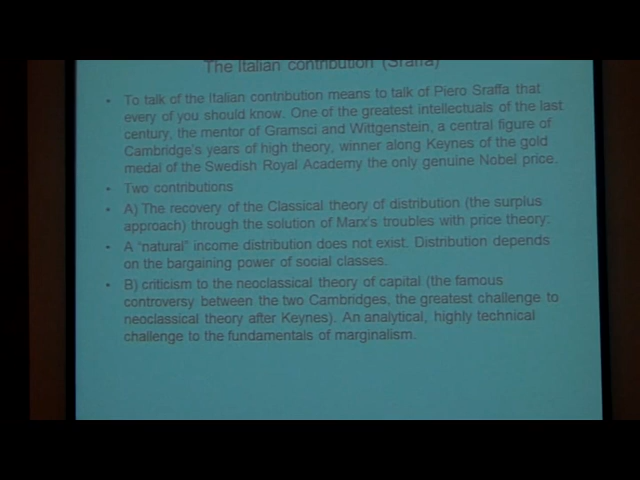 The Italian contribution (Sraffa)
• To talk of the Italian contribution means to talk of Piero Sraffa that
every of you should know. One of the greatest intellectuals of the last
century, the mentor of Gramsci and Wittgenstein, a central figure of
Cambridge's years of high theory, winner along Keynes of the gold
medal of the Swedish Royal Academy the only genuine Nobel price.
• Two contributions
• A) The recovery of the Classical theory of distribution (the surplus
approach) through the solution of Marx's troubles with price theory:
• A "natural" income distribution does not exist. Distribution depends
on the bargaining power of social classes.
• B) criticism to the neoclassical theory of capital (the famous
controversy between the two Cambridges, the greatest challenge to
neoclassical theory after Keynes). An analytical, highly technical
challenge to the fundamentals of marginalism.